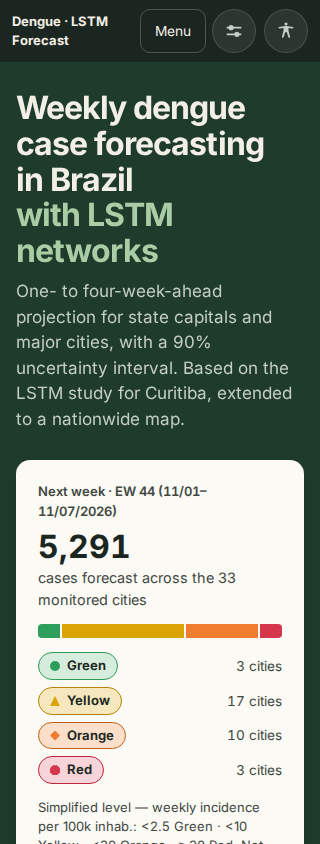 Dengue · LSTM
Forecast
Menu
Weekly dengue
case forecasting
in Brazil
with LSTM
networks
One- to four-week-ahead
projection for state capitals and
major cities, with a 90%
uncertainty interval. Based on the
LSTM study for Curitiba, extended
to a nationwide map.
Next week · EW 44 (11/01–
11/07/2026)
5,291
cases forecast across the 33
monitored cities
Green 3 cities
Yellow 17 cities
Orange 10 cities
Red 3 cities
Simplified level — weekly incidence
per 100k inhab.: <2.5 Green · <10